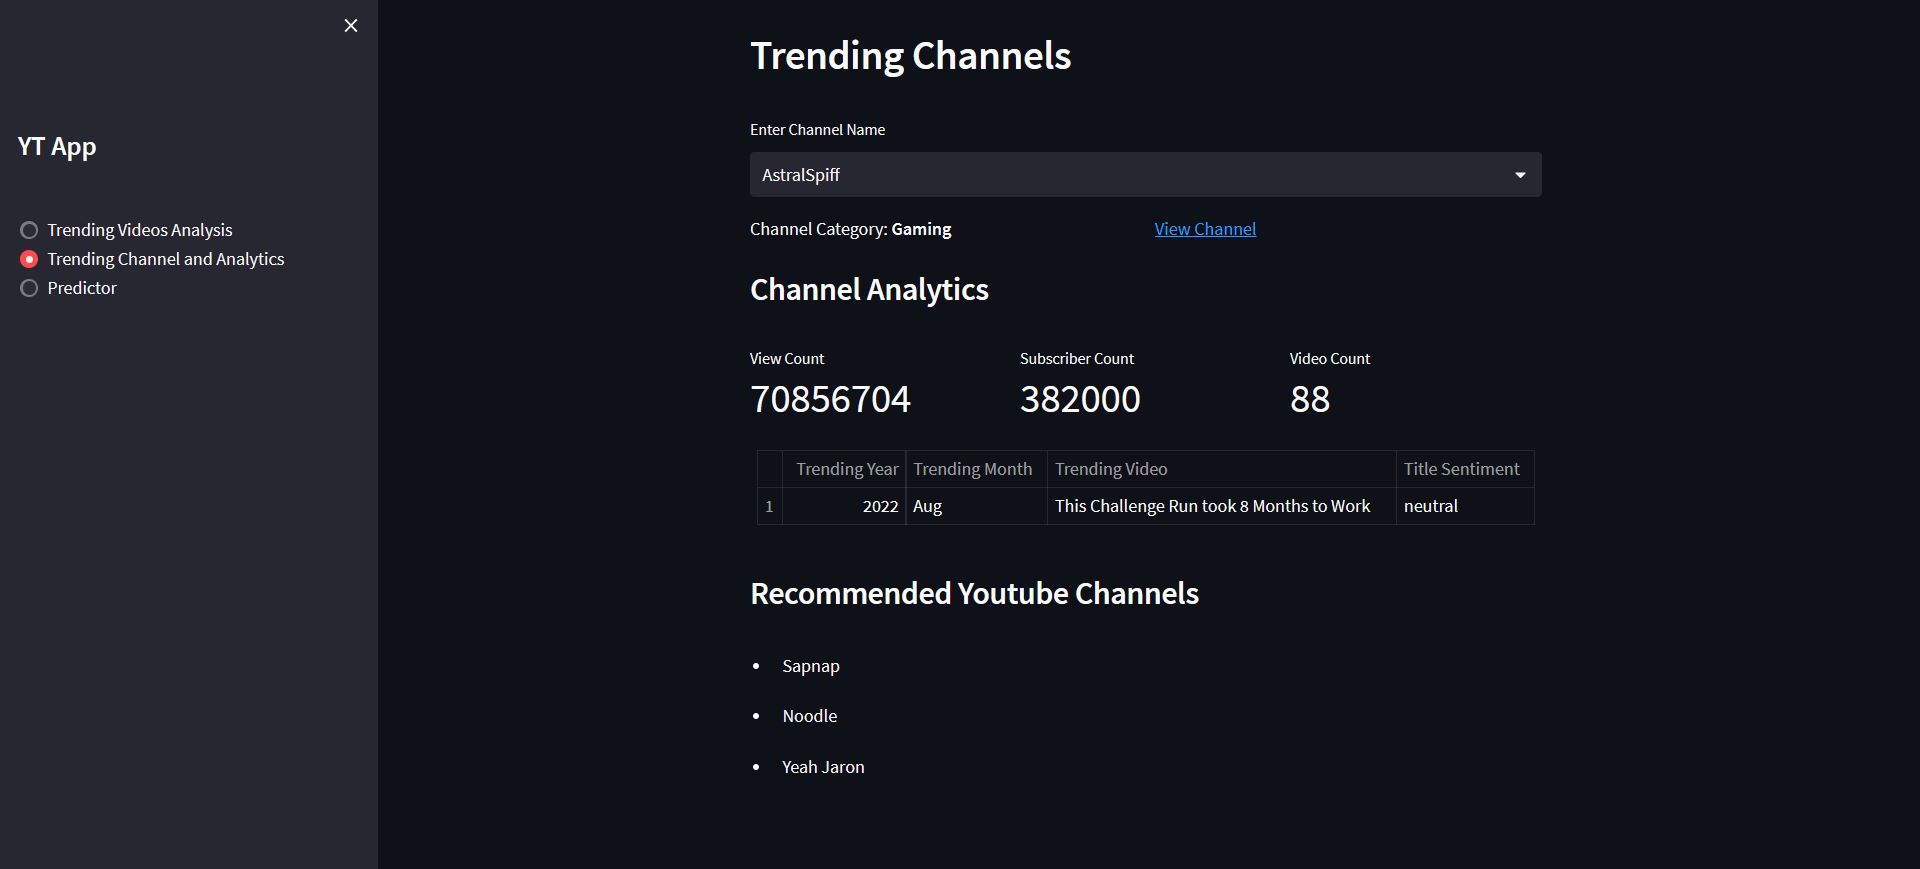 YT App
Trending Videos Analysis
Trending Channel and Analytics
Predictor
Trending Channels
Enter Channel Name
AstralSpiff
Channel Category: Gaming View Channel
Channel Analytics
View Count Subscriber Count Video Count
70856704 382000 88
Trending Year Trending Month Trending Video Title Sentiment
1 2022 Aug This Challenge Run took 8 Months to Work neutral
Recommended Youtube Channels
• Sapnap
• Noodle
• Yeah Jaron